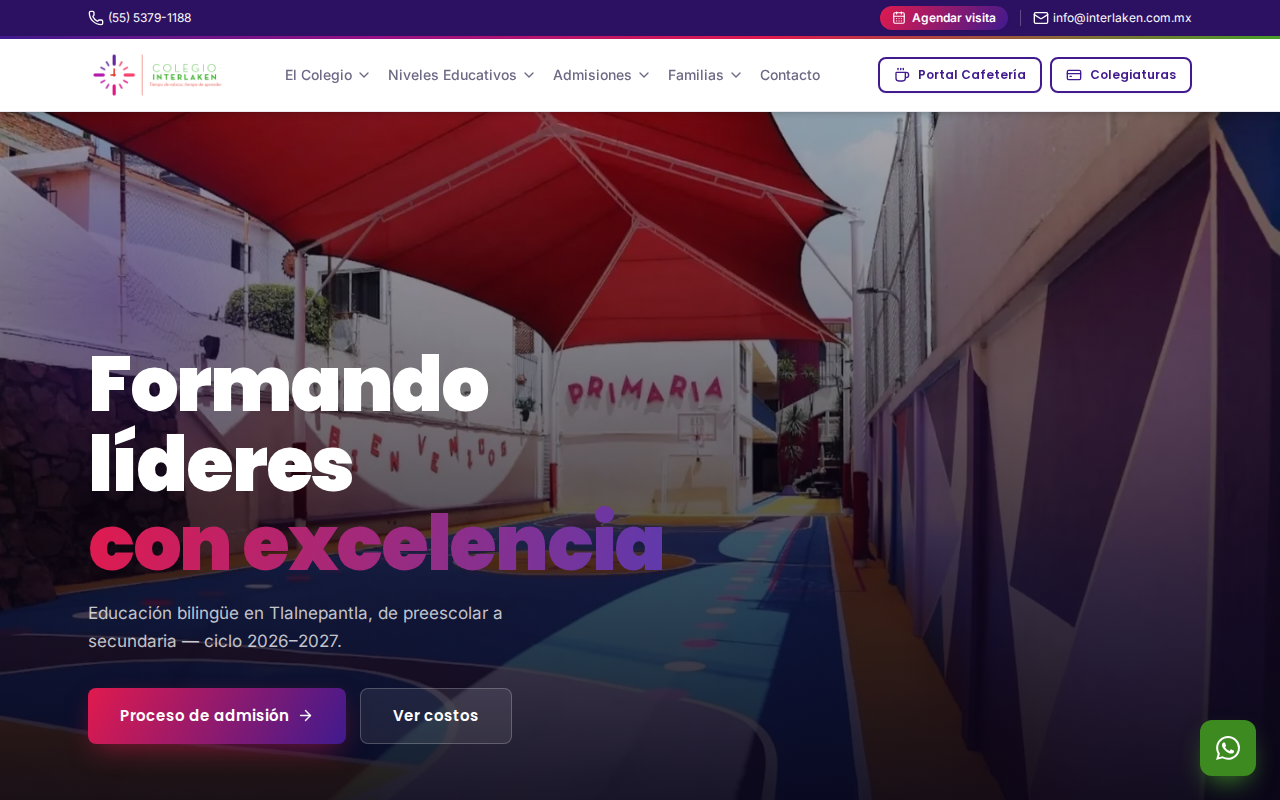 (55) 5379-1188
Agendar visita
info@interlaken.com.mx
COLEGIO
INTERLAKEN
El Colegio
Niveles Educativos
Admisiones
Familias
Contacto
Portal Cafetería
Colegiaturas
PRIMARIA
BIENVENIDOS
Formando
líderes
con excelencia
Educación bilingüe en Tlalnepantla, de preescolar a
secundaria — ciclo 2026–2027.
Proceso de admisión
Ver costos